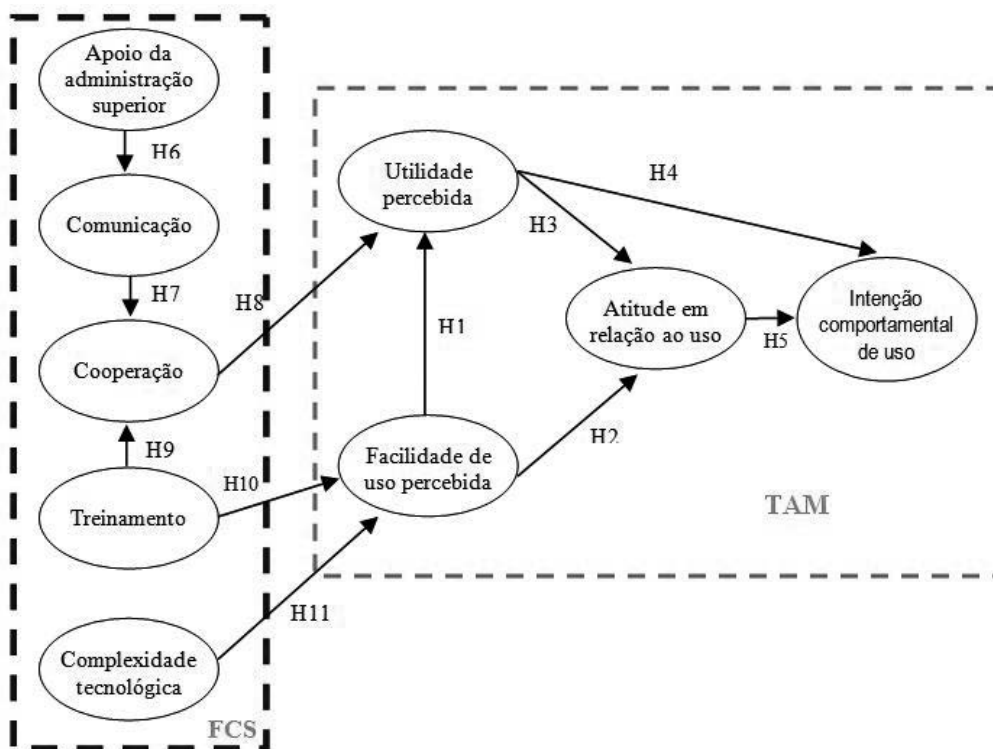 Apoio da
administração
superior
H6
Comunicação
H7
Cooperação
H9
Treinamento
Complexidade
tecnológica
FCS
H8
H10
H11
Utilidade
percebida
H1
Facilidade de
uso percebida
H3
H4
H2
Atitude em
relação ao uso
H5
Intenção
comportamental
de uso
TAM